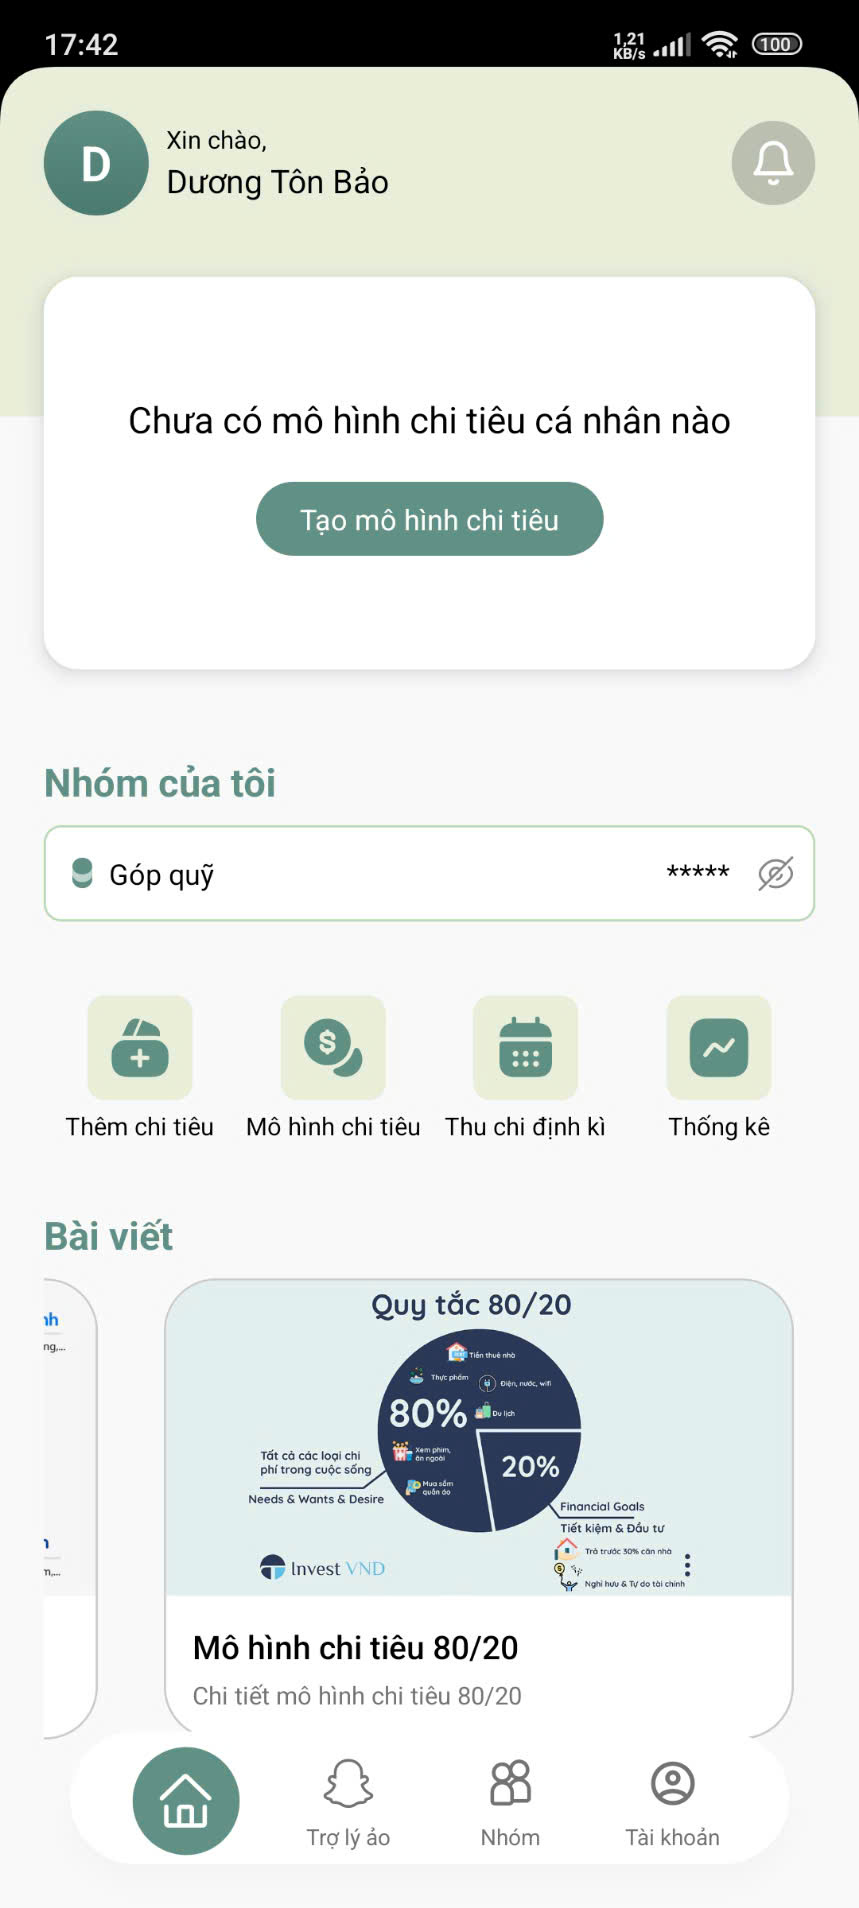 17:42
1,21
KB/s
100
D
Xin chào,
Dương Tôn Bảo
Chưa có mô hình chi tiêu cá nhân nào
Tạo mô hình chi tiêu
Nhóm của tôi
Góp quỹ
*****
Thêm chi tiêu
Mô hình chi tiêu
Thu chi định kì
Thống kê
Bài viết
nh
ng,...
n
m,...
Quy tắc 80/20
Tiền thuê nhà
Thực phẩm
Điện, nước, wifi
80%
Du lịch
Xem phim,
ăn ngoài
Mua sắm
quần áo
20%
Tất cả các loại chi
phí trong cuộc sống
Needs & Wants & Desire
Financial Goals
Tiết kiệm & Đầu tư
Trả trước 30% căn nhà
Nghỉ hưu & Tự do tài chính
Invest VND
Mô hình chi tiêu 80/20
Chi tiết mô hình chi tiêu 80/20
Trợ lý ảo
Nhóm
Tài khoản